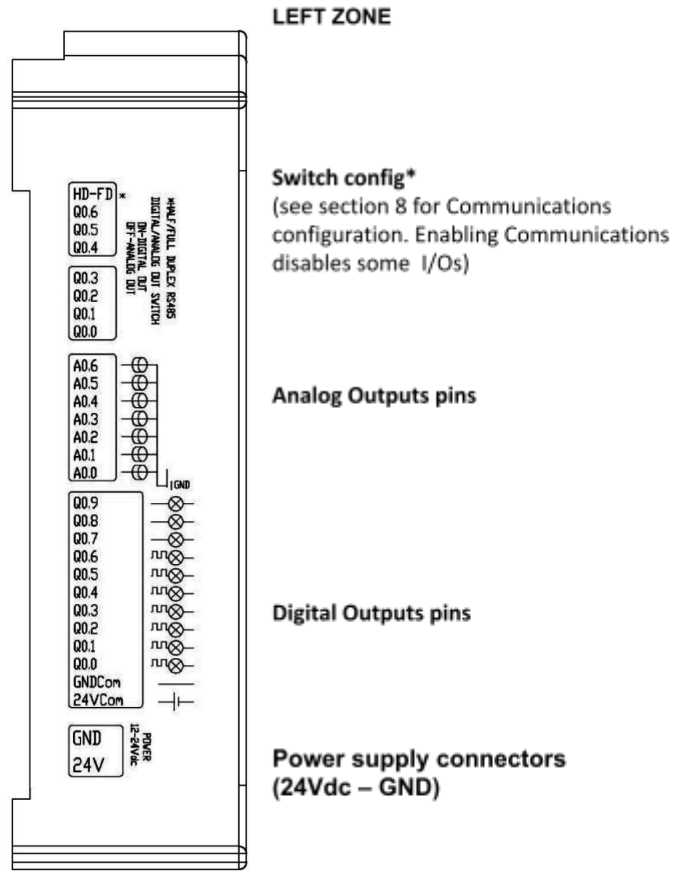 LEFT ZONE
HD-FD *
Q0.6
Q0.5
Q0.4
*HALF/FULL DUPLEX RS485
DIGITAL/ANALOG OUT SWITCH
ON-DIGITAL OUT
OFF-ANALOG OUT
Switch config*
(see section 8 for Communications
configuration. Enabling Communications
disables some I/Os)
Q0.3
Q0.2
Q0.1
Q0.0
A0.6
A0.5
A0.4
A0.3
A0.2
A0.1
A0.0
GND
Analog Outputs pins
Q0.9
Q0.8
Q0.7
Q0.6
Q0.5
Q0.4
Q0.3
Q0.2
Q0.1
Q0.0
GNDCom
24VCom
Digital Outputs pins
GND
24V
POWER
12-24Vdc
Power supply connectors
(24Vdc – GND)